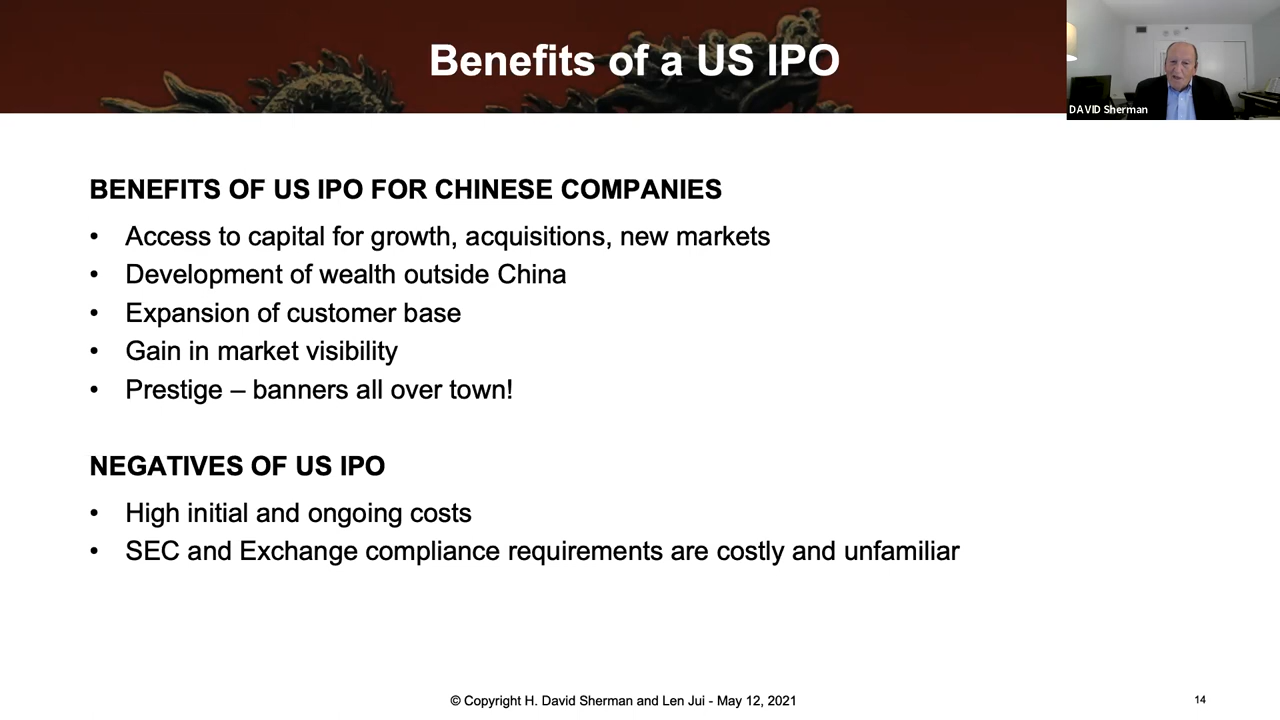 Benefits of a US IPO
DAVID Sherman
BENEFITS OF US IPO FOR CHINESE COMPANIES
• Access to capital for growth, acquisitions, new markets
• Development of wealth outside China
• Expansion of customer base
• Gain in market visibility
• Prestige – banners all over town!
NEGATIVES OF US IPO
• High initial and ongoing costs
• SEC and Exchange compliance requirements are costly and unfamiliar
© Copyright H. David Sherman and Len Jui - May 12, 2021
14